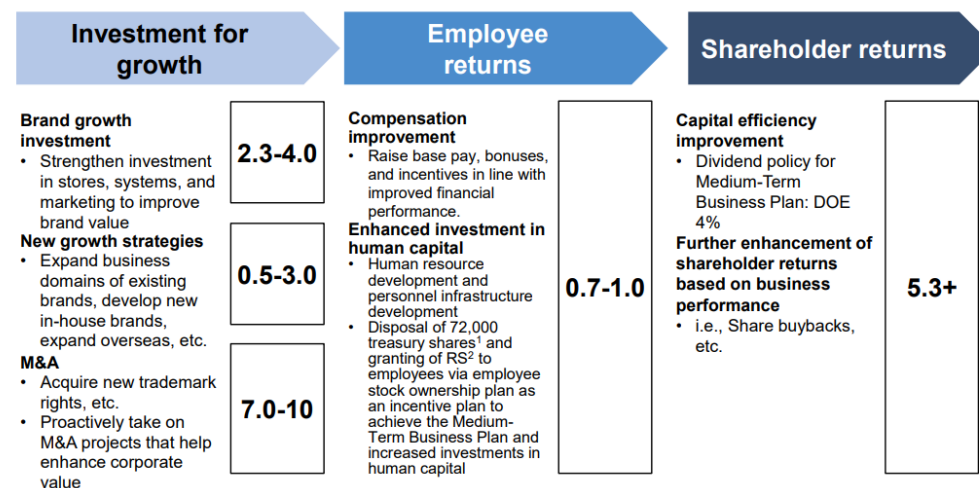 Investment for
growth
Employee
returns
Shareholder returns
Brand growth
investment
• Strengthen investment
in stores, systems, and
marketing to improve
brand value
2.3-4.0
New growth strategies
• Expand business
domains of existing
brands, develop new
in-house brands,
expand overseas, etc.
0.5-3.0
M&A
• Acquire new trademark
rights, etc.
• Proactively take on
M&A projects that help
enhance corporate
value
7.0-10
Compensation
improvement
• Raise base pay, bonuses,
and incentives in line with
improved financial
performance.
Enhanced investment in
human capital
• Human resource
development and
personnel infrastructure
development
• Disposal of 72,000
treasury shares¹ and
granting of RS² to
employees via employee
stock ownership plan as
an incentive plan to
achieve the Medium-
Term Business Plan and
increased investments in
human capital
0.7-1.0
Capital efficiency
improvement
• Dividend policy for
Medium-Term
Business Plan: DOE
4%
Further enhancement of
shareholder returns
based on business
performance
• i.e., Share buybacks,
etc.
5.3+